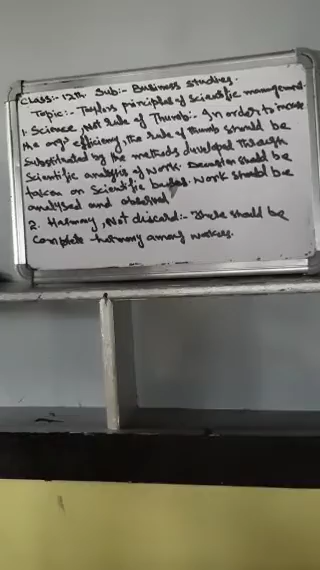 Class:- 12th. Sub:- Business studies.
Topic:- Taylors principles of Scientific management.
1. Science, Not Rule of Thumb:- In order to increase
the orgs efficiency, the Rule of thumb should be
substituted by the methods developed through
Scientific analysis of work. Decision should be
taken on Scientific based. Work should be
analysed and observed
2. Harmony, Not discard:- There should be
complete harmony among workers.